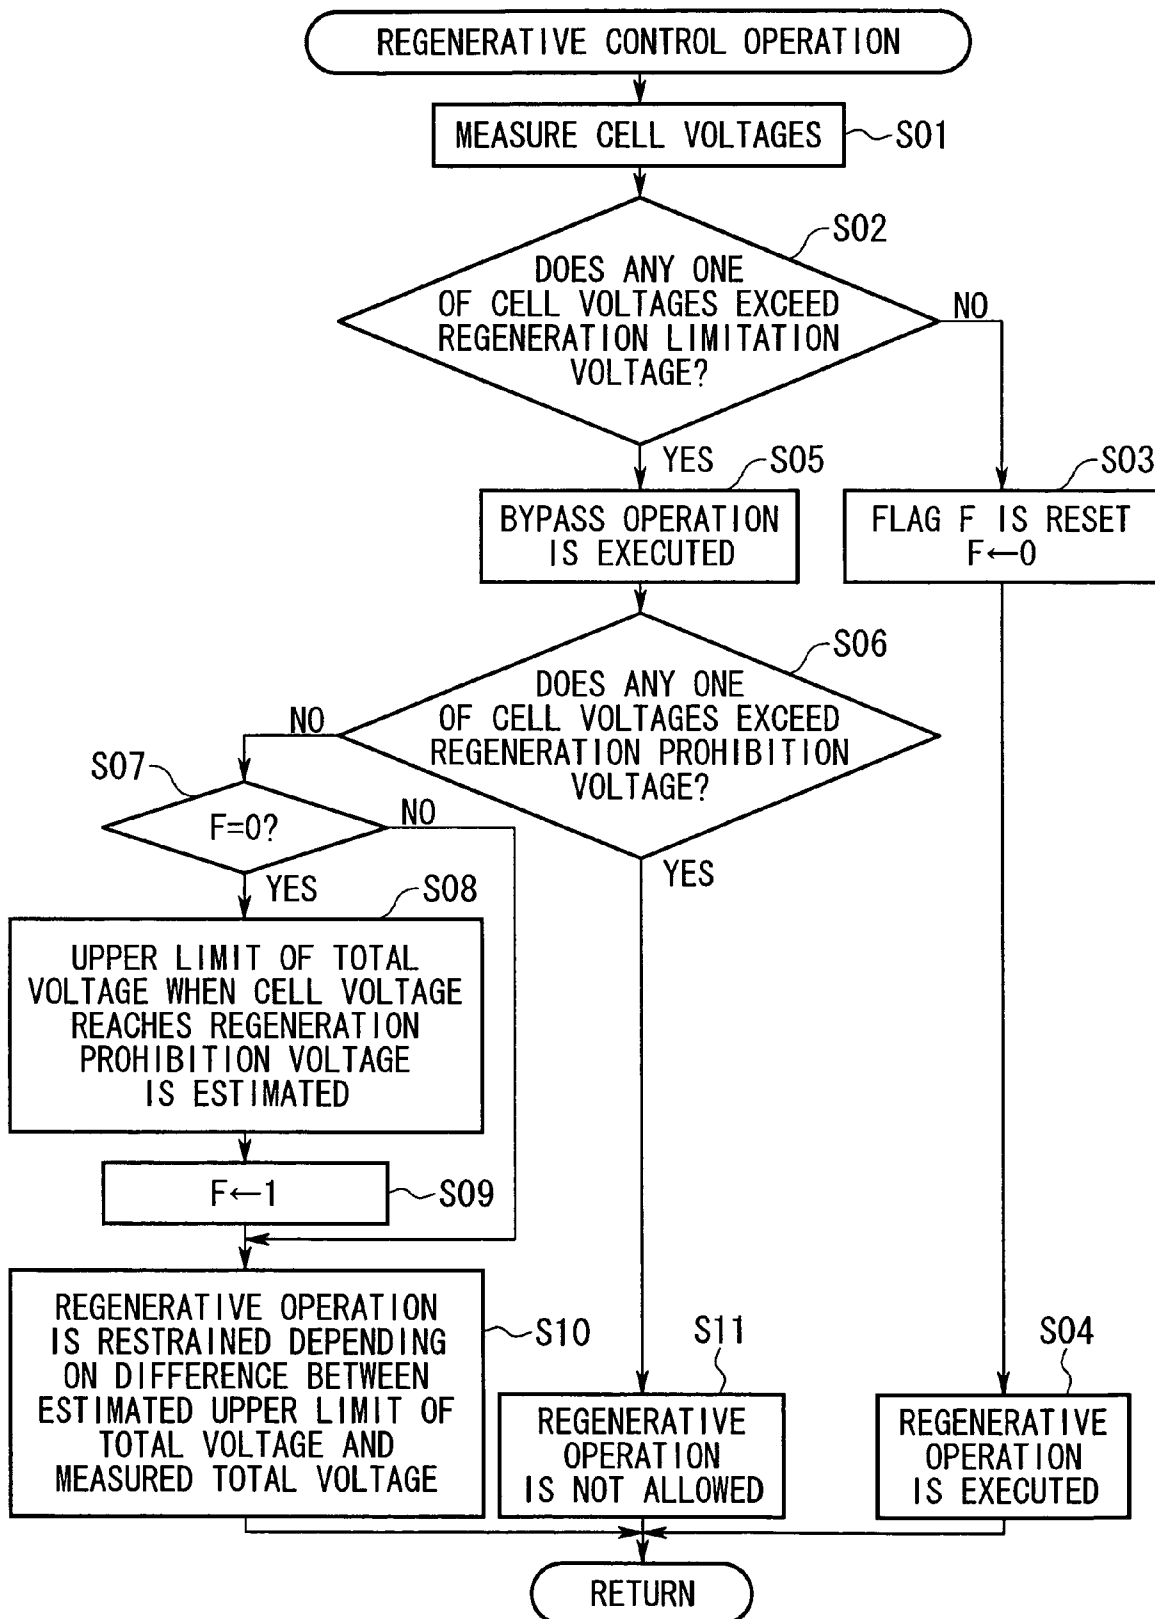 REGENERATIVE CONTROL OPERATION
MEASURE CELL VOLTAGES
S01
S02
DOES ANY ONE
OF CELL VOLTAGES EXCEED
REGENERATION LIMITATION
VOLTAGE?
NO
YES
S05
S03
BYPASS OPERATION
IS EXECUTED
FLAG F IS RESET
F←0
S06
DOES ANY ONE
OF CELL VOLTAGES EXCEED
REGENERATION PROHIBITION
VOLTAGE?
NO
YES
S07
F=0?
NO
YES
S08
UPPER LIMIT OF TOTAL
VOLTAGE WHEN CELL VOLTAGE
REACHES REGENERATION
PROHIBITION VOLTAGE
IS ESTIMATED
F←1
S09
REGENERATIVE OPERATION
IS RESTRAINED DEPENDING
ON DIFFERENCE BETWEEN
ESTIMATED UPPER LIMIT OF
TOTAL VOLTAGE AND
MEASURED TOTAL VOLTAGE
S10
S11
REGENERATIVE
OPERATION
IS NOT ALLOWED
S04
REGENERATIVE
OPERATION
IS EXECUTED
RETURN